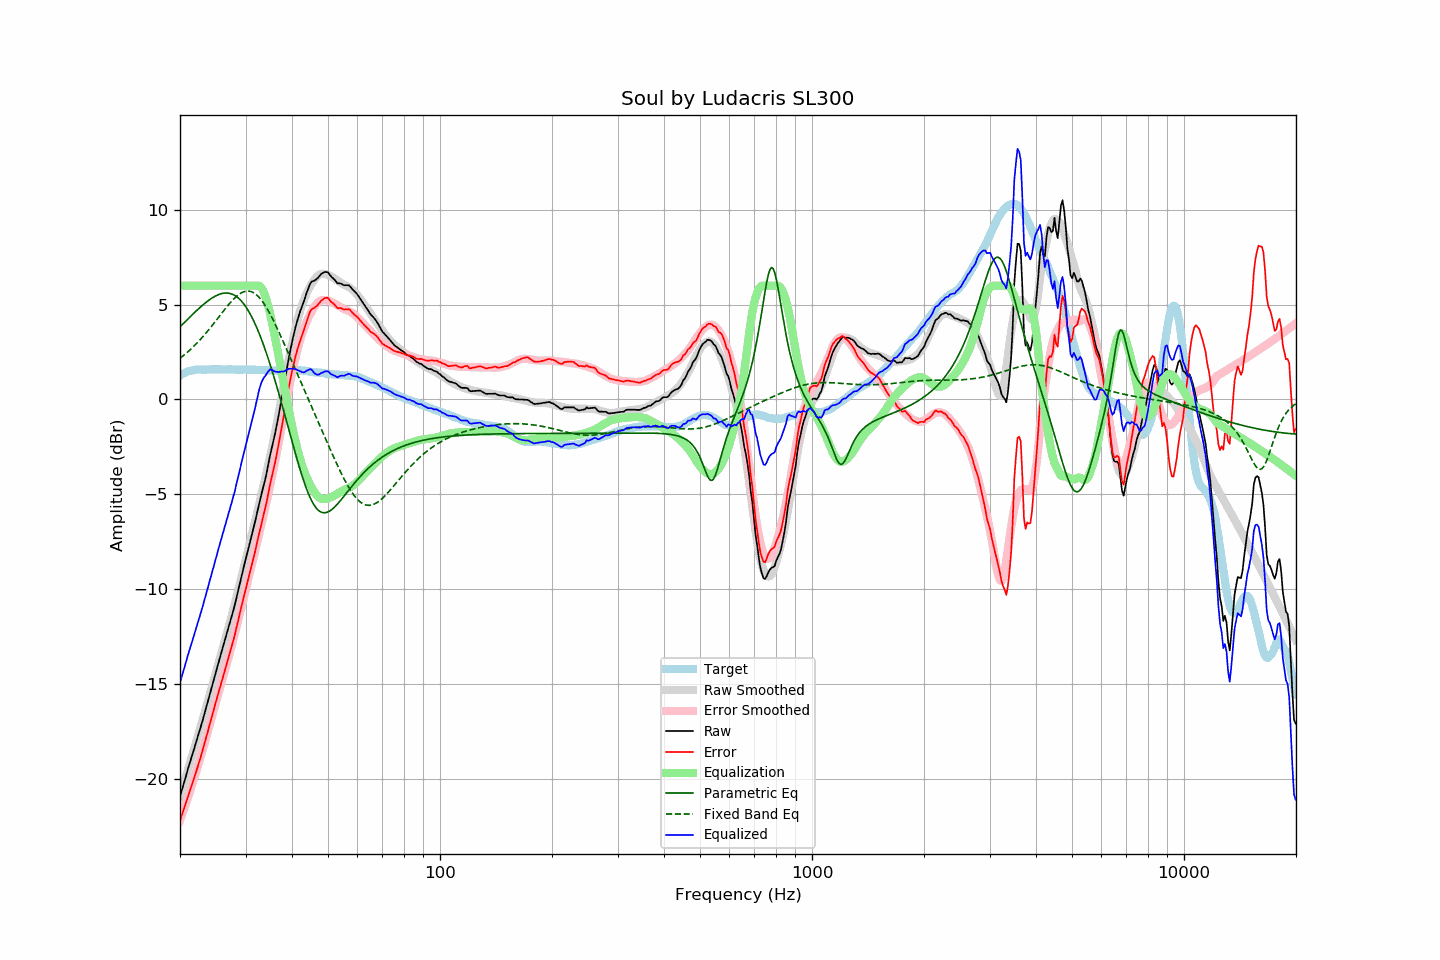 Soul by Ludacris SL300
Amplitude (dBr)
10
5
0
−5
−10
−15
−20
Target
Raw Smoothed
Error Smoothed
Raw
Error
Equalization
Parametric Eq
Fixed Band Eq
Equalized
100
1000
10000
Frequency (Hz)